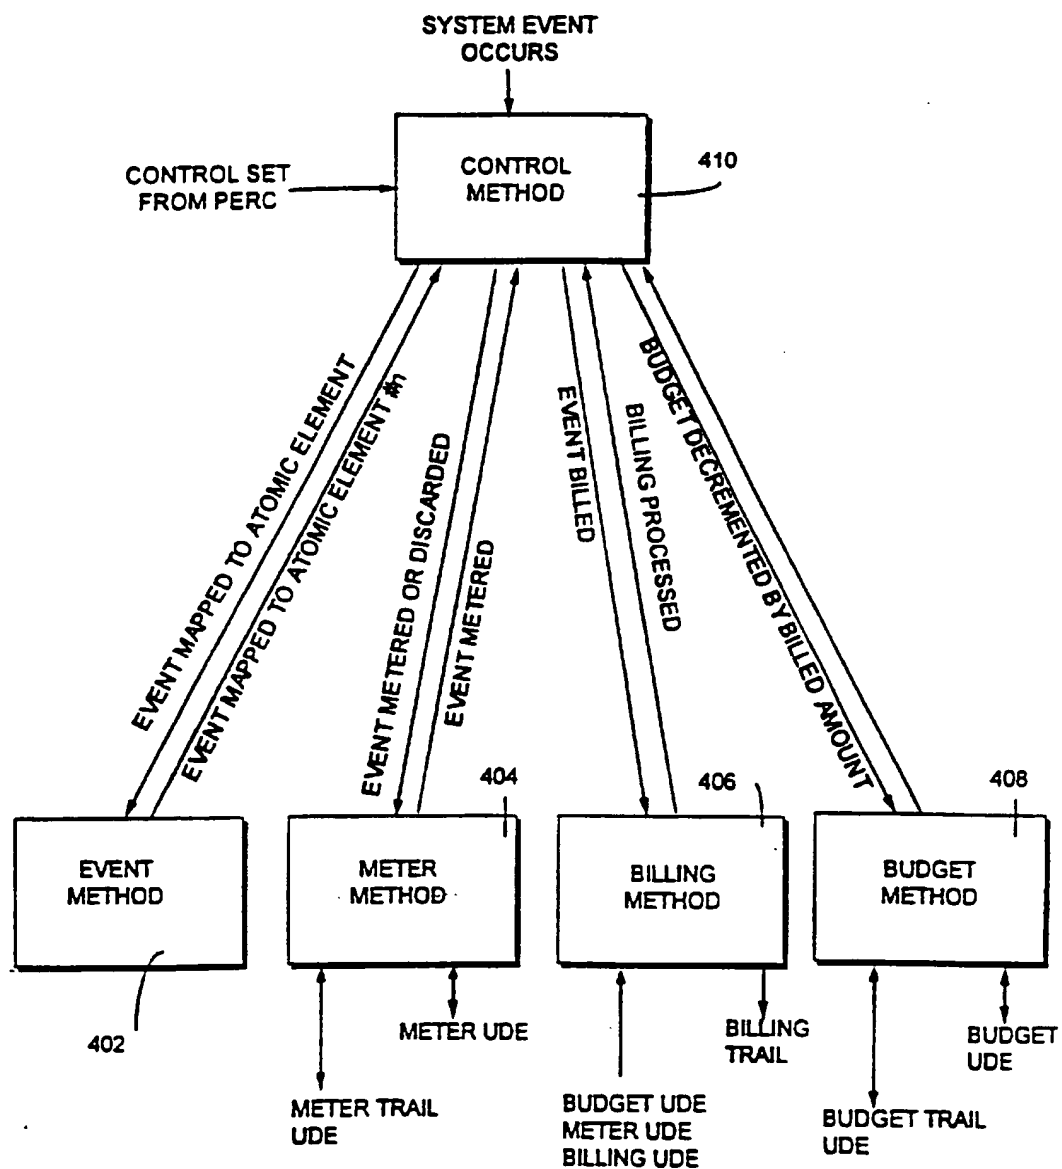 SYSTEM EVENT
OCCURS
CONTROL
METHOD
410
CONTROL SET
FROM PERC
EVENT MAPPED TO ATOMIC ELEMENT
EVENT MAPPED TO ATOMIC ELEMENT #n
EVENT METERED OR DISCARDED
EVENT METERED
EVENT BILLED
BILLING PROCESSED
BUDGET DECREMENTED BY BILLED AMOUNT
404
406
408
EVENT
METHOD
METER
METHOD
BILLING
METHOD
BUDGET
METHOD
402
METER UDE
METER TRAIL
UDE
BILLING
TRAIL
BUDGET UDE
METER UDE
BILLING UDE
BUDGET
UDE
BUDGET TRAIL
UDE